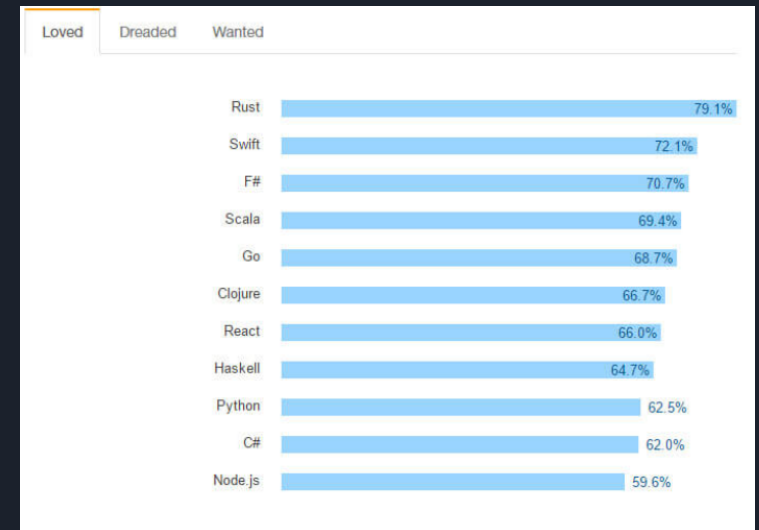 Loved Dreaded Wanted
Rust 79.1%
Swift 72.1%
F# 70.7%
Scala 69.4%
Go 68.7%
Clojure 66.7%
React 66.0%
Haskell 64.7%
Python 62.5%
C# 62.0%
Node.js 59.6%